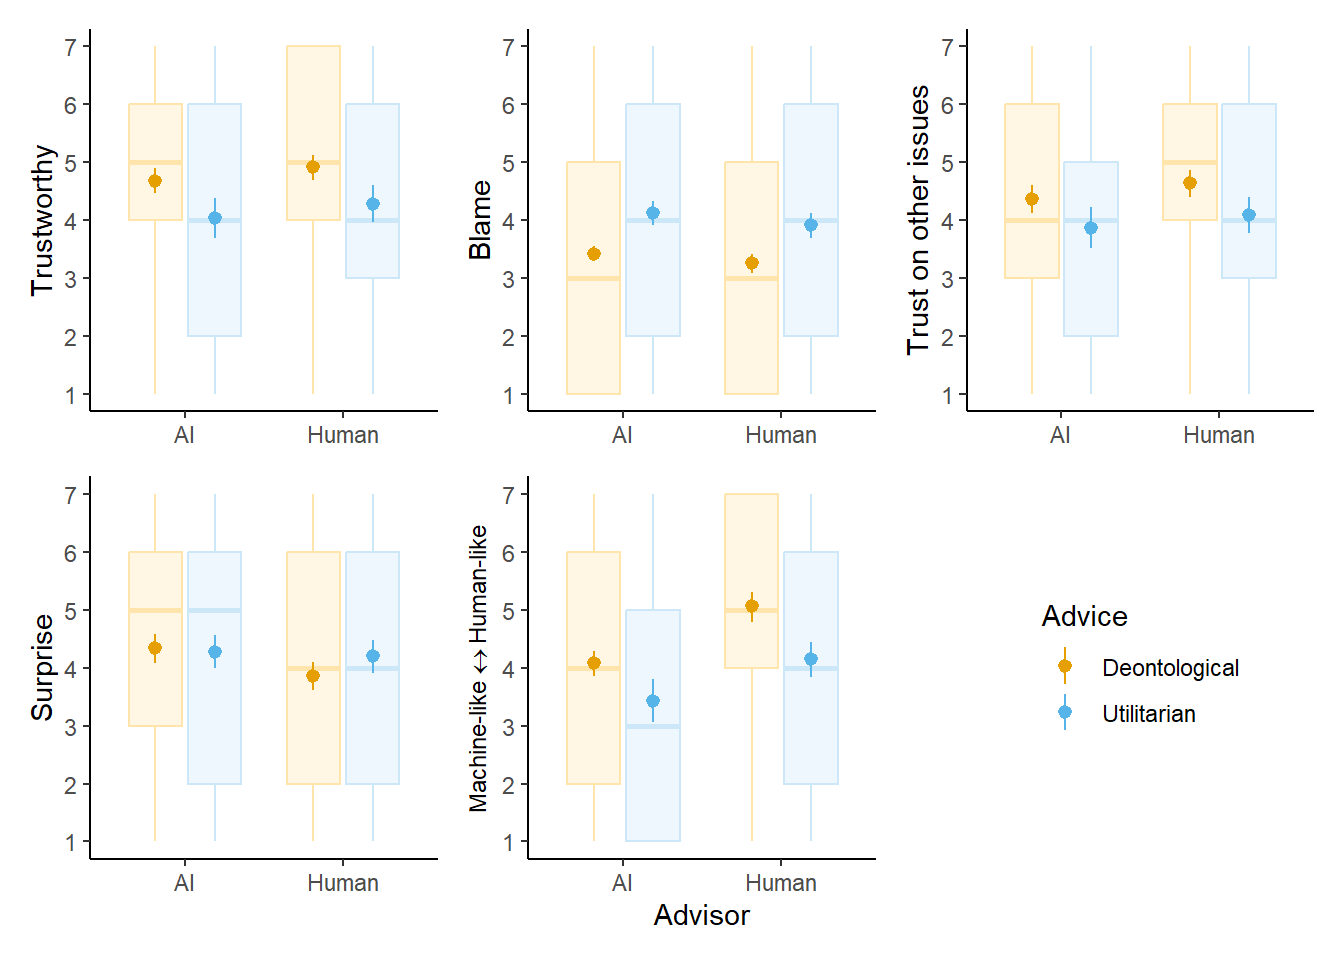 Trustworthy
7
6
5
4
3
2
1
AI Human
Blame
7
6
5
4
3
2
1
AI Human
Trust on other issues
7
6
5
4
3
2
1
AI Human
Surprise
7
6
5
4
3
2
1
AI Human
Machine-like ↔ Human-like
7
6
5
4
3
2
1
AI Human
Advisor
Advice
Deontological
Utilitarian